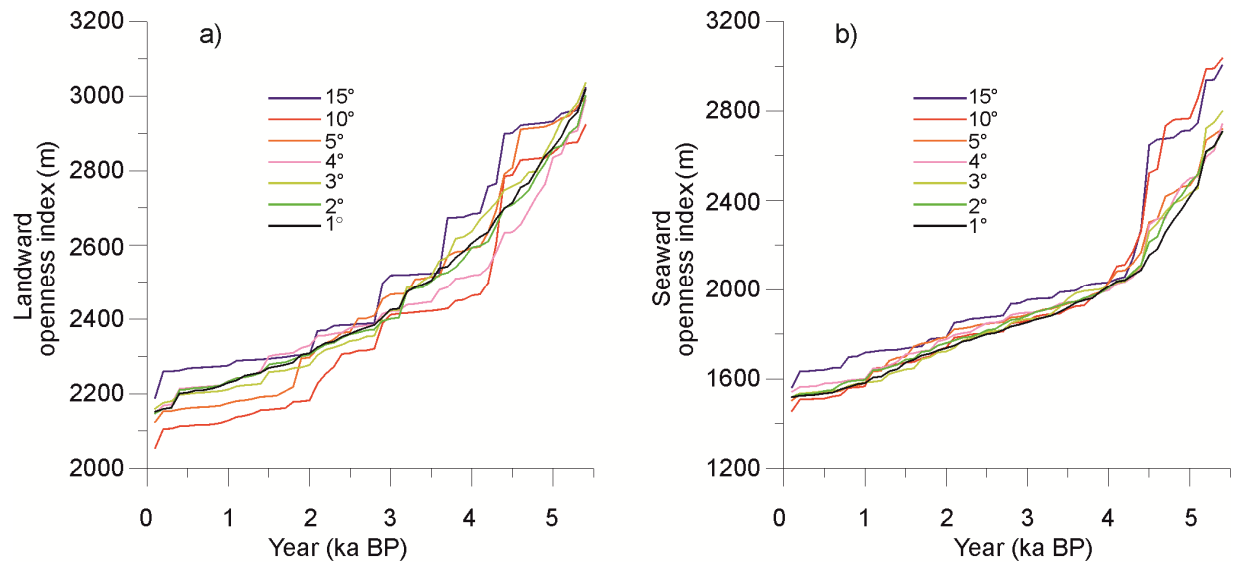 a)
Landward
openness index (m)
3200
3000
2800
2600
2400
2200
2000
15°
10°
5°
4°
3°
2°
1°
0 1 2 3 4 5
Year (ka BP)
b)
Seaward
openness index (m)
3200
2800
2400
2000
1600
1200
15°
10°
5°
4°
3°
2°
1°
0 1 2 3 4 5
Year (ka BP)